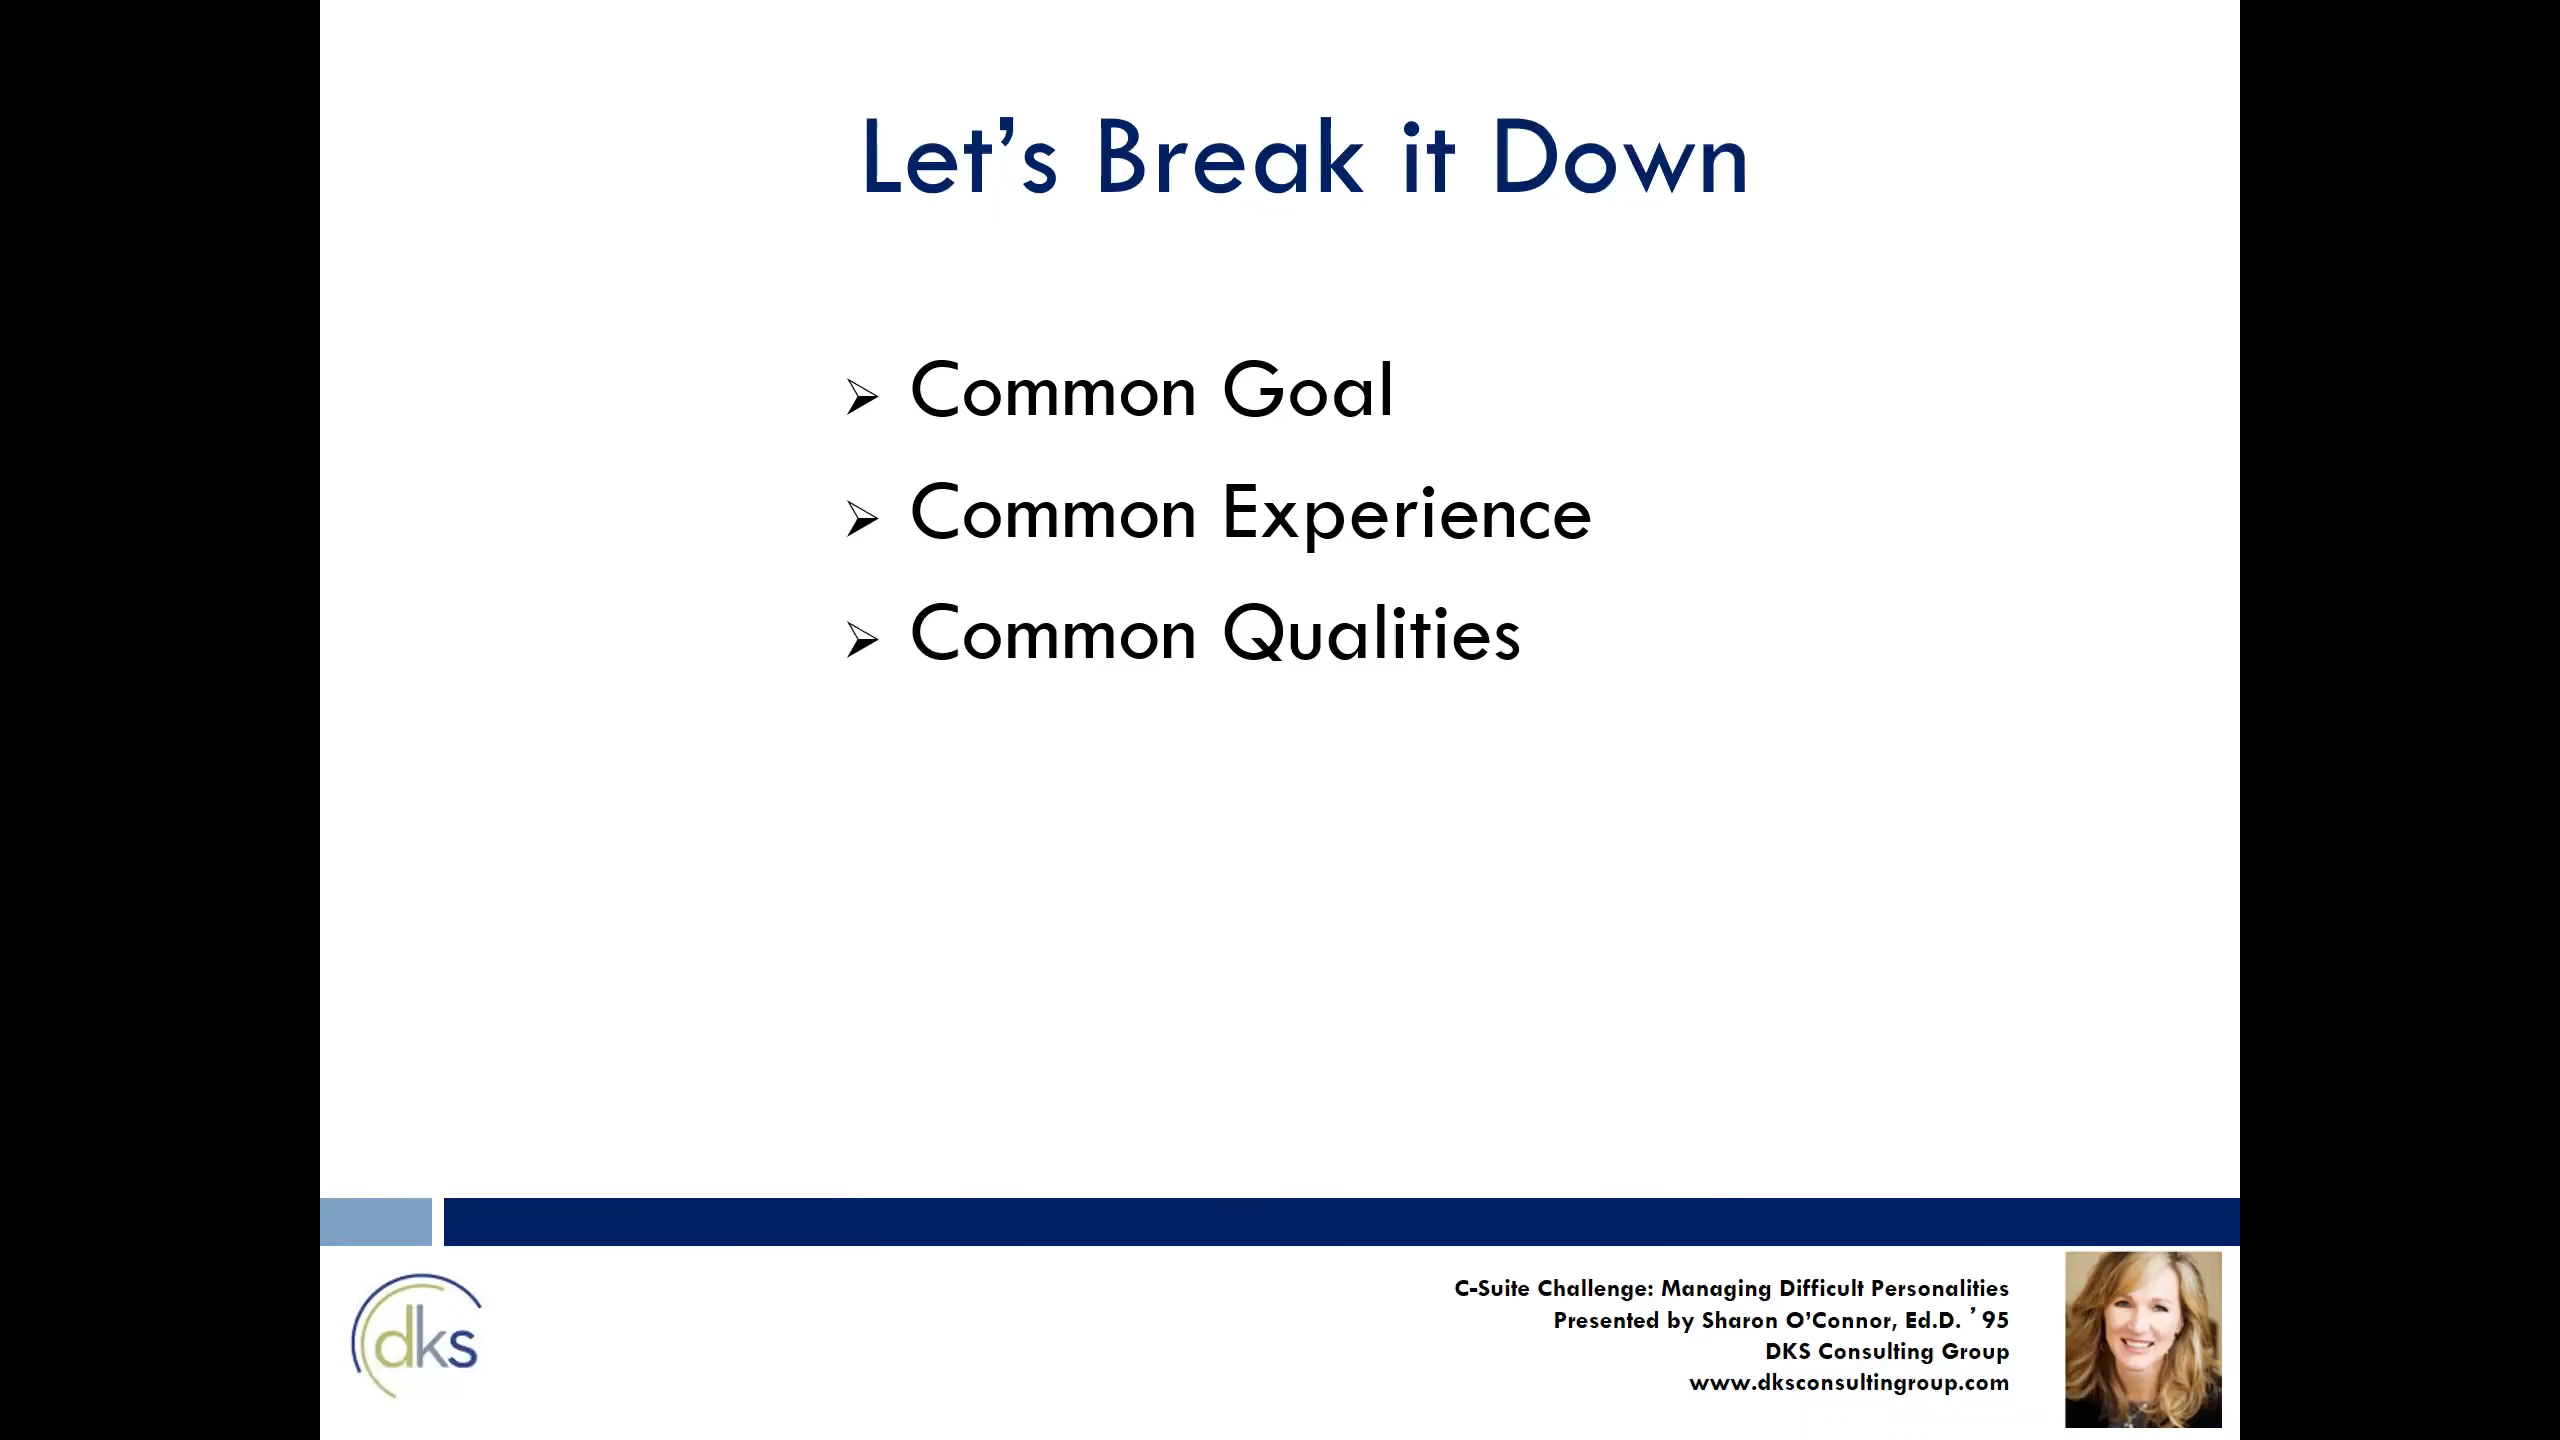 Let’s Break it Down
➢ Common Goal
➢ Common Experience
➢ Common Qualities
dks
C-Suite Challenge: Managing Difficult Personalities
Presented by Sharon O’Connor, Ed.D. ’95
DKS Consulting Group
www.dksconsultingroup.com